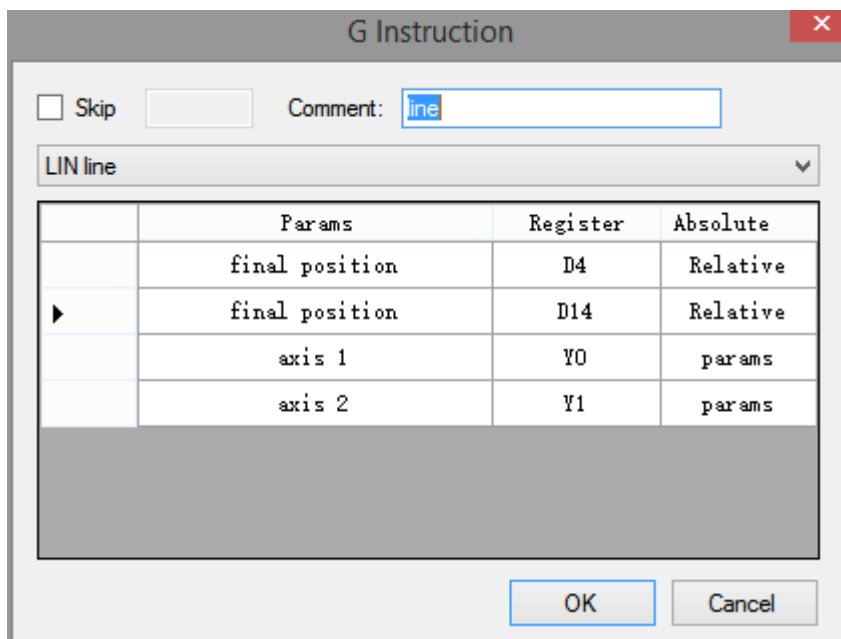 G Instruction
Skip Comment: line
LIN line
Params Register Absolute
final position D4 Relative
final position D14 Relative
axis 1 Y0 params
axis 2 Y1 params
OK Cancel